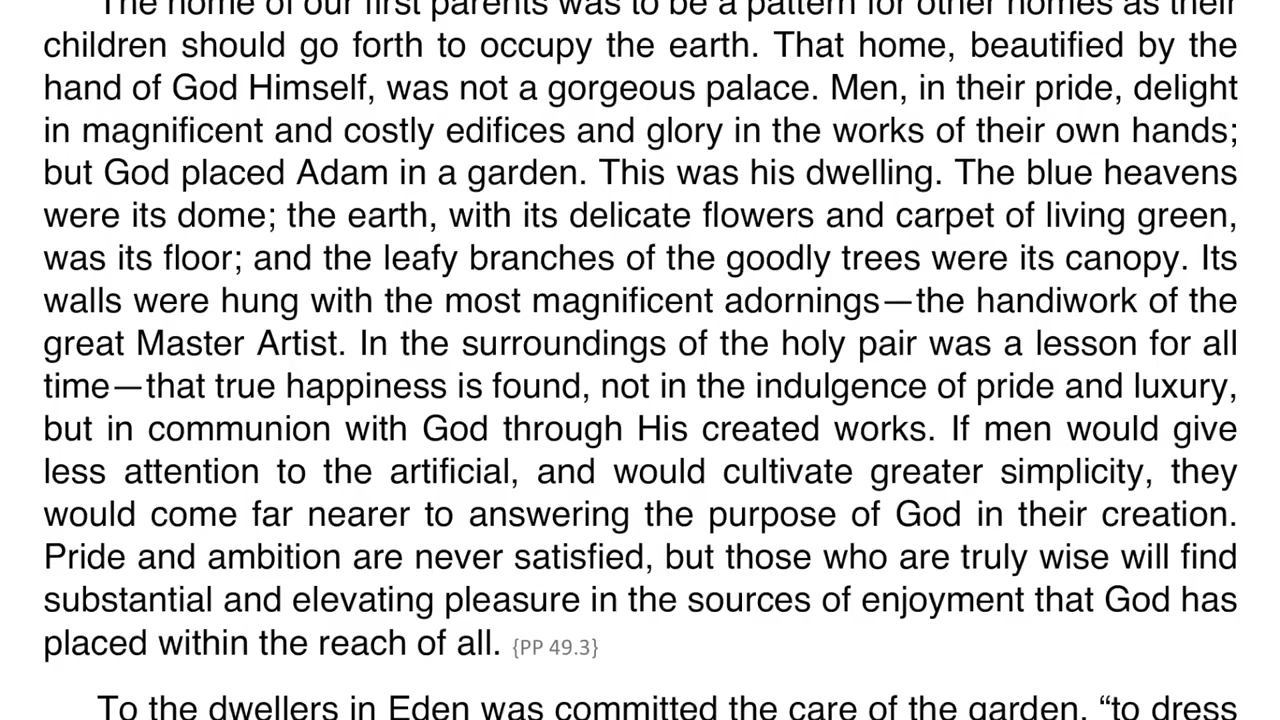 The home of our first parents was to be a pattern for other homes as their
children should go forth to occupy the earth. That home, beautified by the
hand of God Himself, was not a gorgeous palace. Men, in their pride, delight
in magnificent and costly edifices and glory in the works of their own hands;
but God placed Adam in a garden. This was his dwelling. The blue heavens
were its dome; the earth, with its delicate flowers and carpet of living green,
was its floor; and the leafy branches of the goodly trees were its canopy. Its
walls were hung with the most magnificent adornings—the handiwork of the
great Master Artist. In the surroundings of the holy pair was a lesson for all
time—that true happiness is found, not in the indulgence of pride and luxury,
but in communion with God through His created works. If men would give
less attention to the artificial, and would cultivate greater simplicity, they
would come far nearer to answering the purpose of God in their creation.
Pride and ambition are never satisfied, but those who are truly wise will find
substantial and elevating pleasure in the sources of enjoyment that God has
placed within the reach of all. {PP 49.3}
To the dwellers in Eden was committed the care of the garden, “to dress